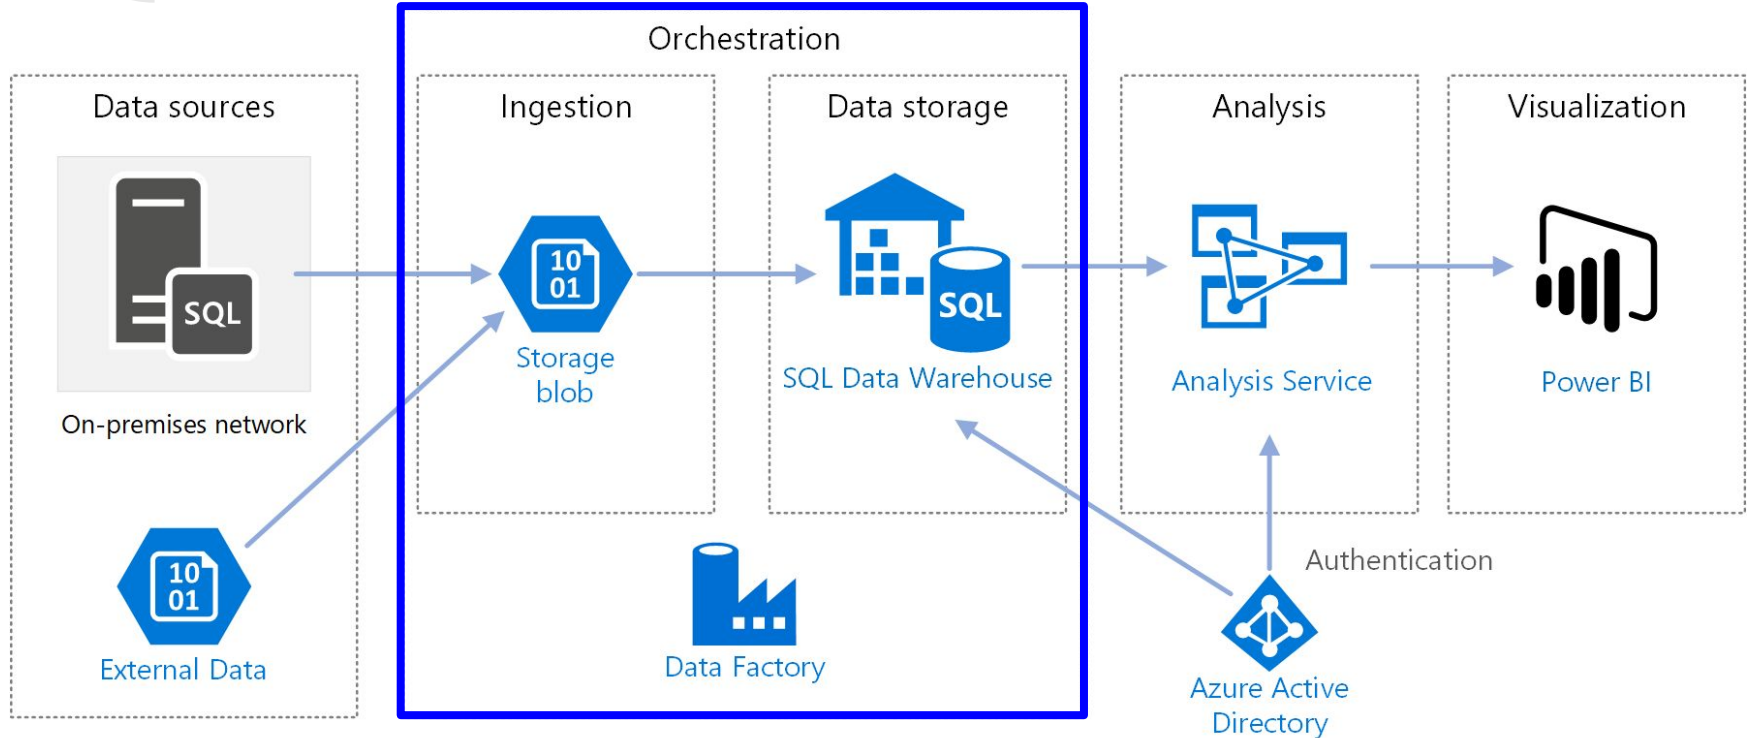 Orchestration
Data sources
Ingestion
Data storage
Analysis
Visualization
10
01
SQL
SQL
Storage
blob
SQL Data Warehouse
Analysis Service
Power BI
On-premises network
Authentication
10
01
External Data
Data Factory
Azure Active
Directory